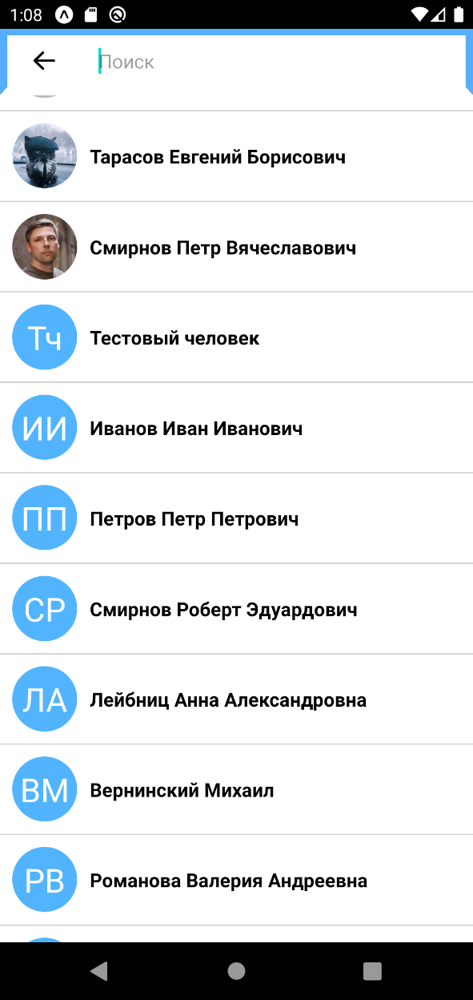 1:08
Поиск
Тарасов Евгений Борисович
Смирнов Петр Вячеславович
Тч
Тестовый человек
ИИ
Иванов Иван Иванович
ПП
Петров Петр Петрович
СР
Смирнов Роберт Эдуардович
ЛА
Лейбниц Анна Александровна
ВМ
Вернинский Михаил
РВ
Романова Валерия Андреевна